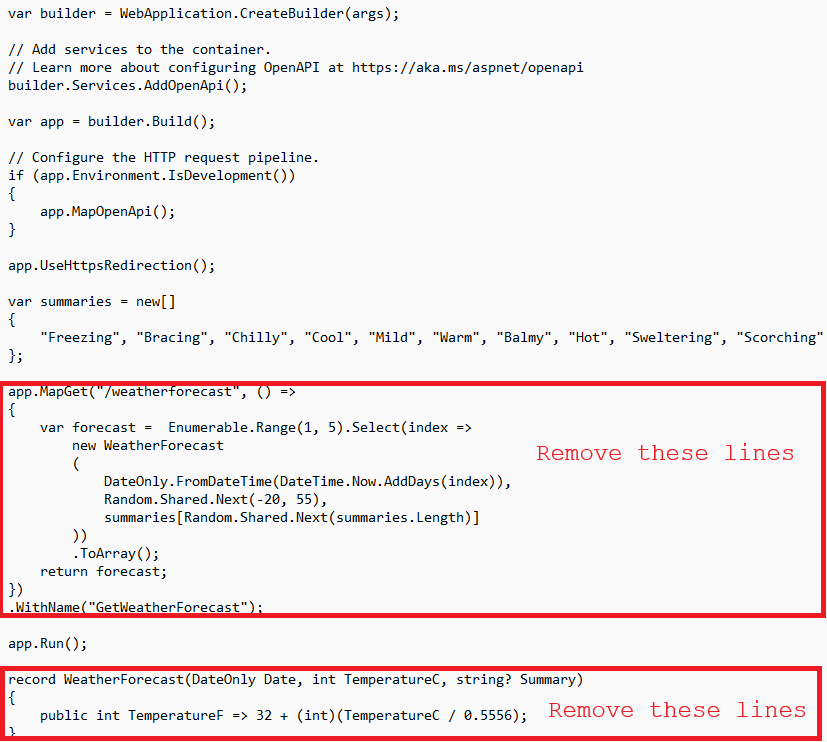 var builder = WebApplication.CreateBuilder(args);
// Add services to the container.
// Learn more about configuring OpenAPI at https://aka.ms/aspnet/openapi
builder.Services.AddOpenApi();
var app = builder.Build();
// Configure the HTTP request pipeline.
if (app.Environment.IsDevelopment())
{
    app.MapOpenApi();
}
app.UseHttpsRedirection();
var summaries = new[]
{
    "Freezing", "Bracing", "Chilly", "Cool", "Mild", "Warm", "Balmy", "Hot", "Sweltering", "Scorching"
};
app.MapGet("/weatherforecast", () =>
{
    var forecast =  Enumerable.Range(1, 5).Select(index =>
        new WeatherForecast
Remove these lines
        (
            DateOnly.FromDateTime(DateTime.Now.AddDays(index)),
            Random.Shared.Next(-20, 55),
            summaries[Random.Shared.Next(summaries.Length)]
        ))
        .ToArray();
    return forecast;
})
.WithName("GetWeatherForecast");
app.Run();
record WeatherForecast(DateOnly Date, int TemperatureC, string? Summary)
{
    public int TemperatureF => 32 + (int)(TemperatureC / 0.5556);
Remove these lines
}